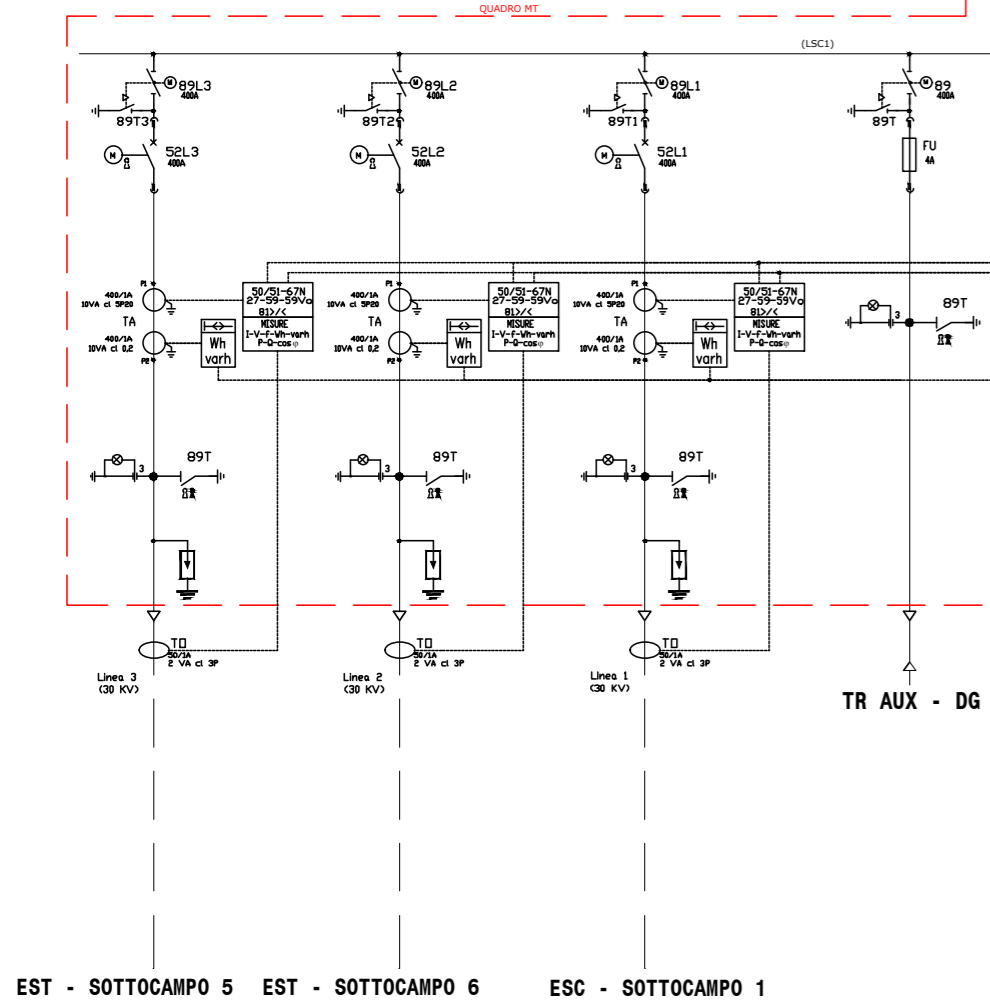 QUADRO MT
(LSC1)
M 89L3
400A
M 89L2
400A
M 89L1
400A
M 89
400A
89T3
89T2
89T1
89T
M 52L3
400A
M 52L2
400A
M 52L1
400A
FU
4A
P1
400/1A
10VA cl 5P20
TA
400/1A
10VA cl 0,2
P2
50/51-67N
27-59-59Vo
81>/<
MISURE
I-V-f-Wh-varh
P-Q-cosφ
Wh
varh
P1
400/1A
10VA cl 5P20
TA
400/1A
10VA cl 0,2
P2
50/51-67N
27-59-59Vo
81>/<
MISURE
I-V-f-Wh-varh
P-Q-cosφ
Wh
varh
P1
400/1A
10VA cl 5P20
TA
400/1A
10VA cl 0,2
P2
50/51-67N
27-59-59Vo
81>/<
MISURE
I-V-f-Wh-varh
P-Q-cosφ
Wh
varh
3
89T
3
89T
3
89T
3
89T
TO
50/1A
2 VA cl 3P
TO
50/1A
2 VA cl 3P
TO
50/1A
2 VA cl 3P
Linea 3
(30 KV)
Linea 2
(30 KV)
Linea 1
(30 KV)
TR AUX - DG
EST - SOTTOCAMPO 5
EST - SOTTOCAMPO 6
ESC - SOTTOCAMPO 1